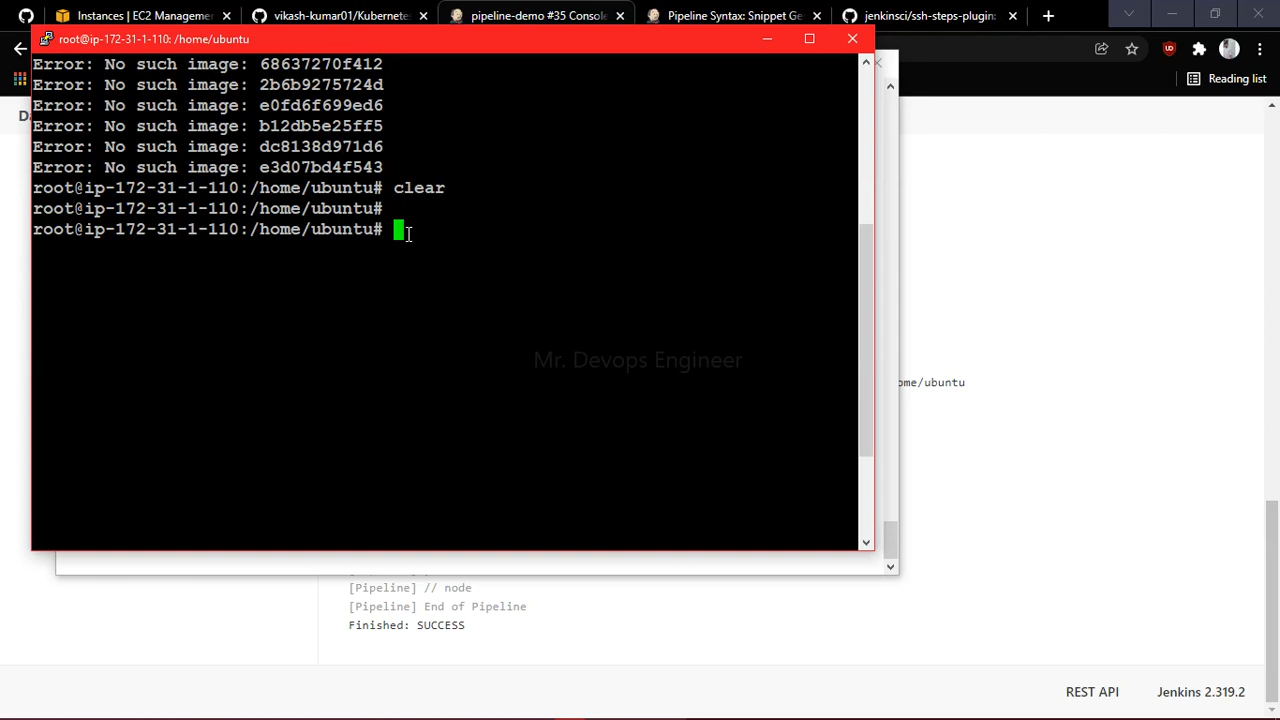 Instances | EC2 Managemer
vikash-kumar01/Kubernete
pipeline-demo #35 Console
Pipeline Syntax: Snippet Ge
jenkinsci/ssh-steps-plugin:
root@ip-172-31-1-110: /home/ubuntu
Reading list
Error: No such image: 68637270f412
Error: No such image: 2b6b9275724d
Error: No such image: e0fd6f699ed6
Error: No such image: b12db5e25ff5
Error: No such image: dc8138d971d6
Error: No such image: e3d07bd4f543
root@ip-172-31-1-110:/home/ubuntu# clear
root@ip-172-31-1-110:/home/ubuntu#
root@ip-172-31-1-110:/home/ubuntu#
Mr. Devops Engineer
ome/ubuntu
[Pipeline] // node
[Pipeline] End of Pipeline
Finished: SUCCESS
REST API
Jenkins 2.319.2